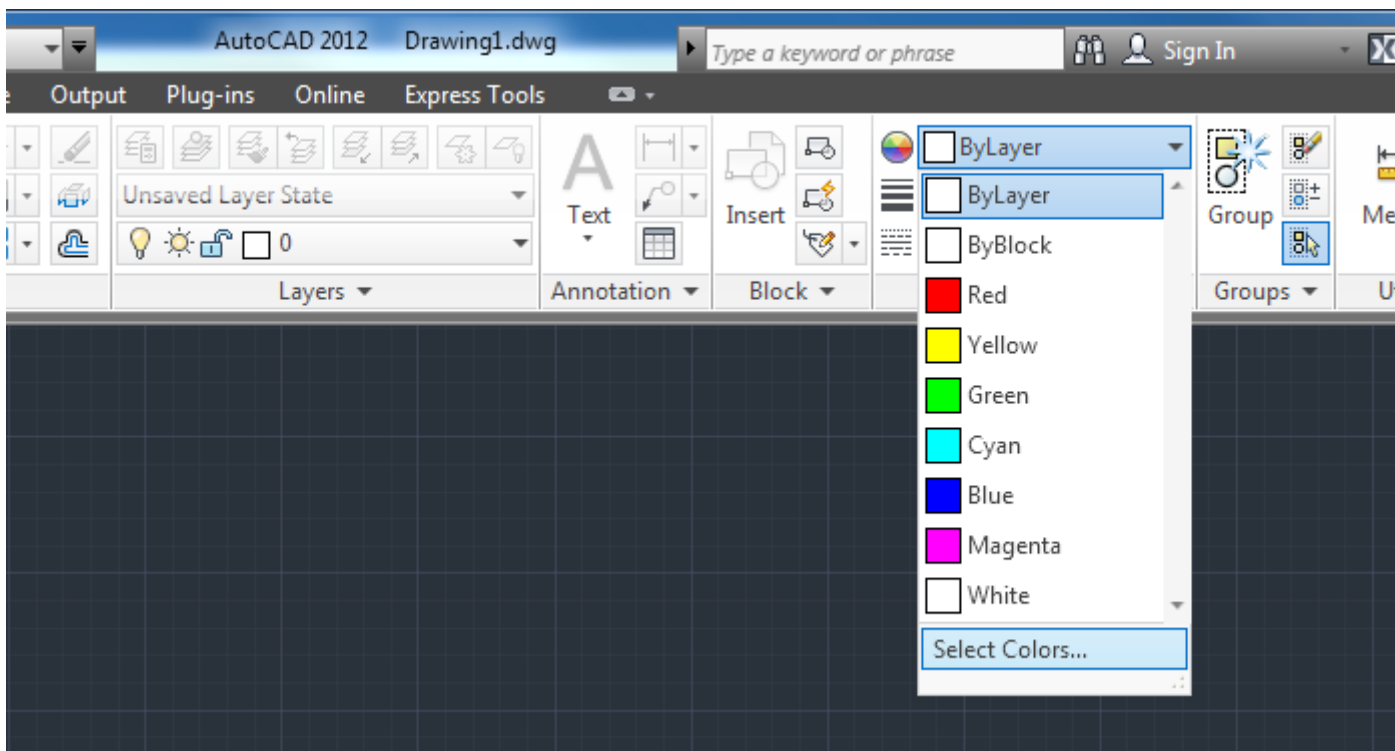 AutoCAD 2012 Drawing1.dwg
Type a keyword or phrase
Sign In
Output Plug-ins Online Express Tools
Unsaved Layer State
0
Text
Insert
ByLayer
Group
Layers
Annotation
Block
Groups
ByLayer
ByBlock
Red
Yellow
Green
Cyan
Blue
Magenta
White
Select Colors...